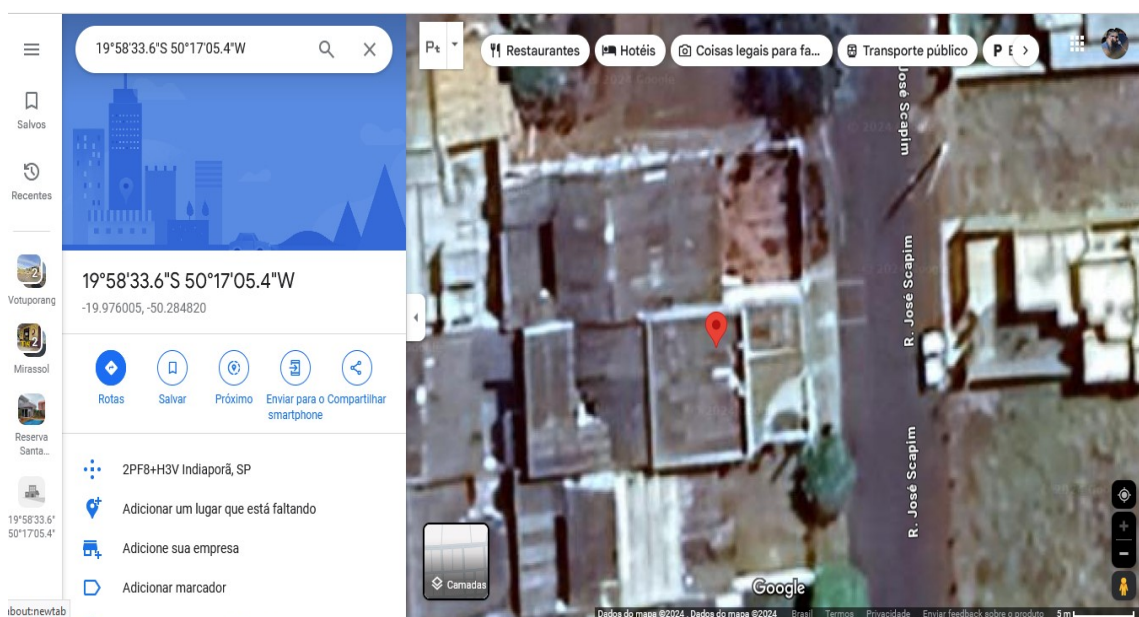 19°58'33.6"S 50°17'05.4"W
Salvos
Recentes
2
Votuporang
2
Mirassol
Reserva
Santa...
19°58'33.6"
50°17'05.4"
about:newtab
19°58'33.6"S 50°17'05.4"W
-19.976005, -50.284820
Rotas
Salvar
Próximo
Enviar para o
smartphone
Compartilhar
2PF8+H3V Indiaporã, SP
Adicionar um lugar que está faltando
Adicione sua empresa
Adicionar marcador
Restaurantes
Hotéis
Coisas legais para fa...
Transporte público
P E
José Scapim
R. José Scapim
R. José Scapim
Camadas
Google
Dados do mapa ©2024 , Dados do mapa ©2024 Brasil Termos Privacidade Enviar feedback sobre o produto 5 m